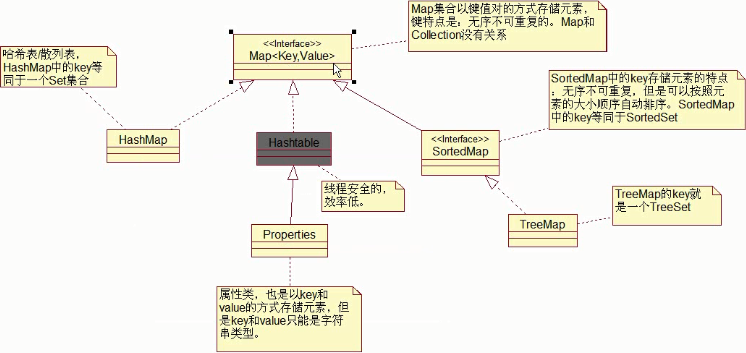 Map集合以键值对的方式存储元素,
键特点是:无序不可重复的。Map和
Collection没有关系
哈希表/散列表,
HashMap中的key等
同于一个Set集合
<<Interface>>
Map<Key,Value>
SortedMap中的key存储元素的特点
:无序不可重复,但是可以按照元
素的大小顺序自动排序。SortedMap
中的key等同于SortedSet
HashMap
Hashtable
<<Interface>>
SortedMap
线程安全的,
效率低。
TreeMap的key就
是一个TreeSet
Properties
TreeMap
属性类,也是以key和
value的方式存储元素,但
是key和value只能是字符
串类型。